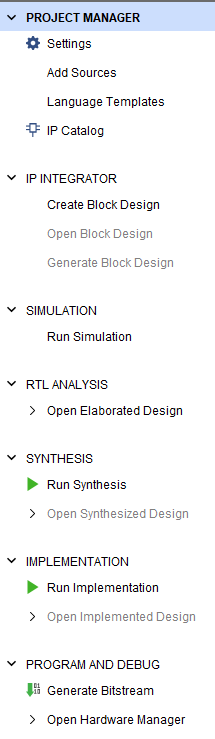 PROJECT MANAGER
Settings
Add Sources
Language Templates
IP Catalog
IP INTEGRATOR
Create Block Design
Open Block Design
Generate Block Design
SIMULATION
Run Simulation
RTL ANALYSIS
Open Elaborated Design
SYNTHESIS
Run Synthesis
Open Synthesized Design
IMPLEMENTATION
Run Implementation
Open Implemented Design
PROGRAM AND DEBUG
Generate Bitstream
Open Hardware Manager